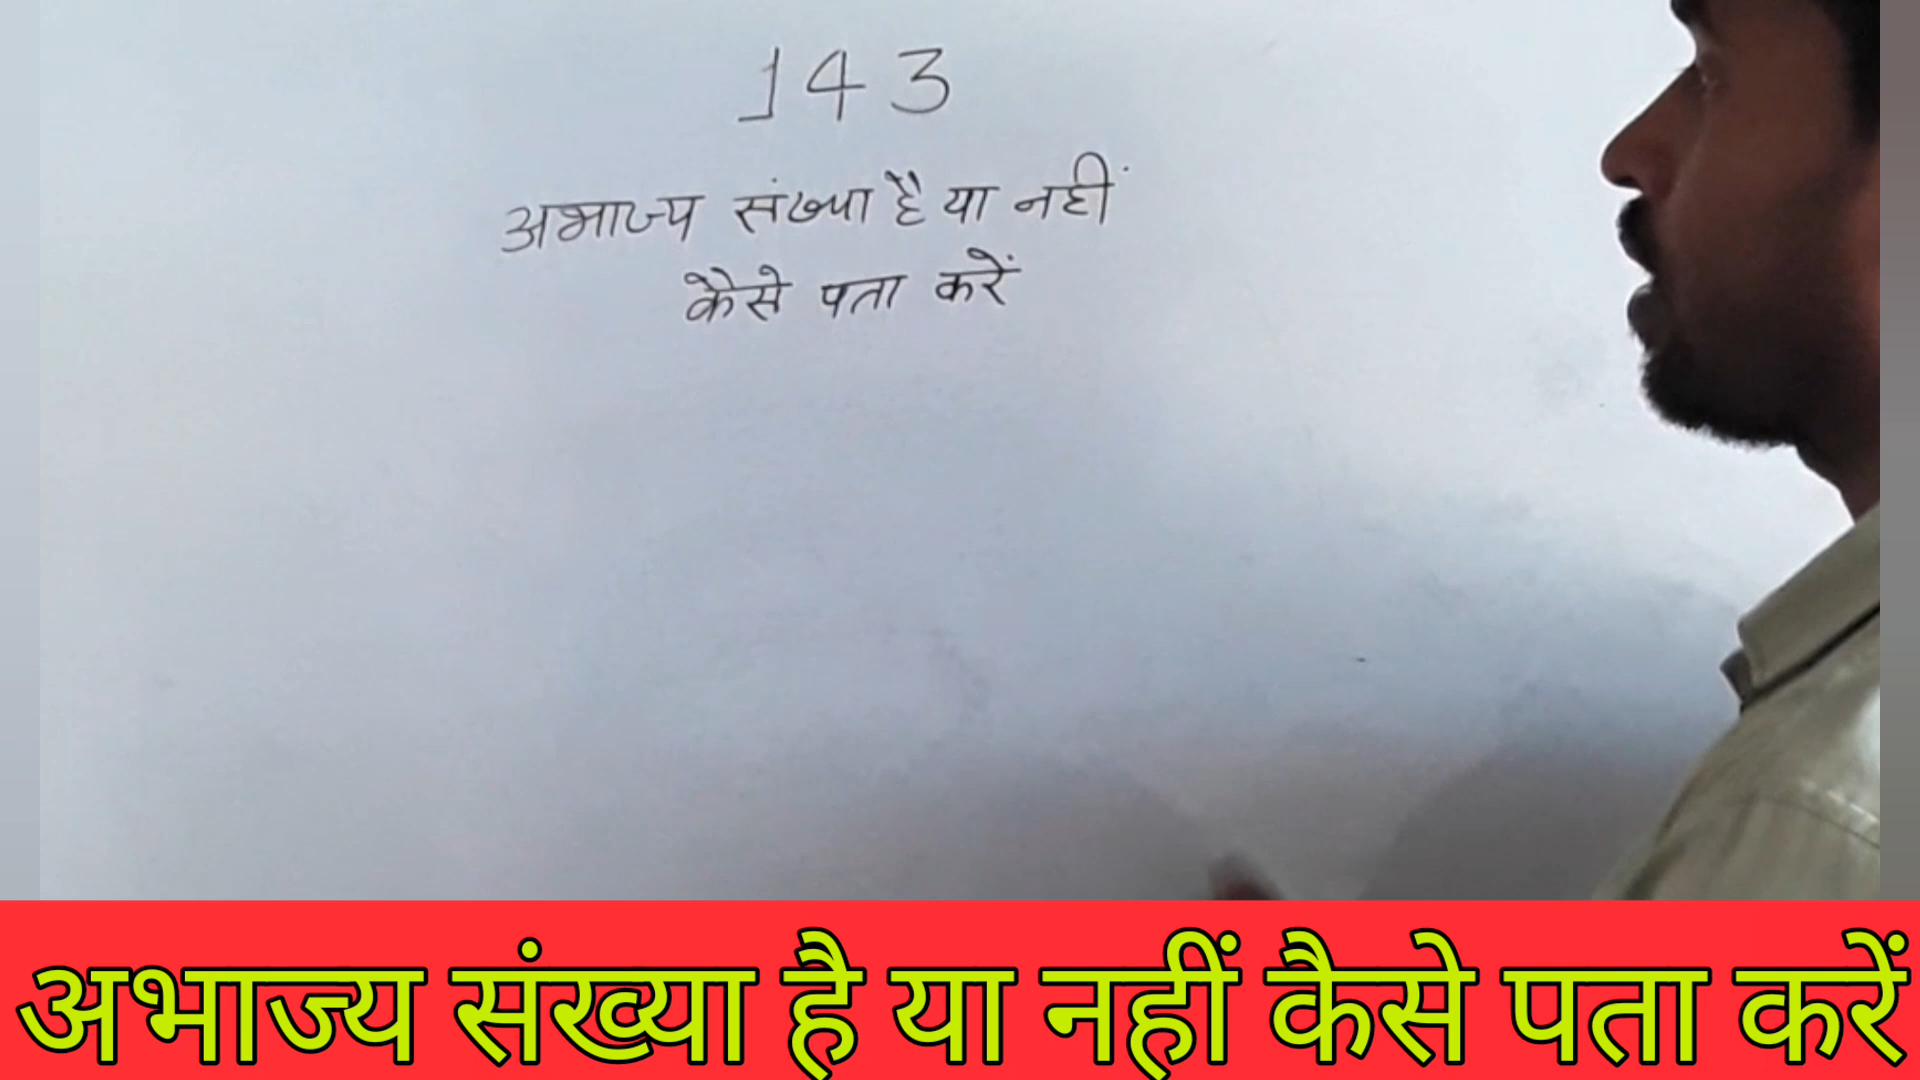 143
अभाज्य संख्या है या नहीं
कैसे पता करें
अभाज्य संख्या है या नहीं कैसे पता करें